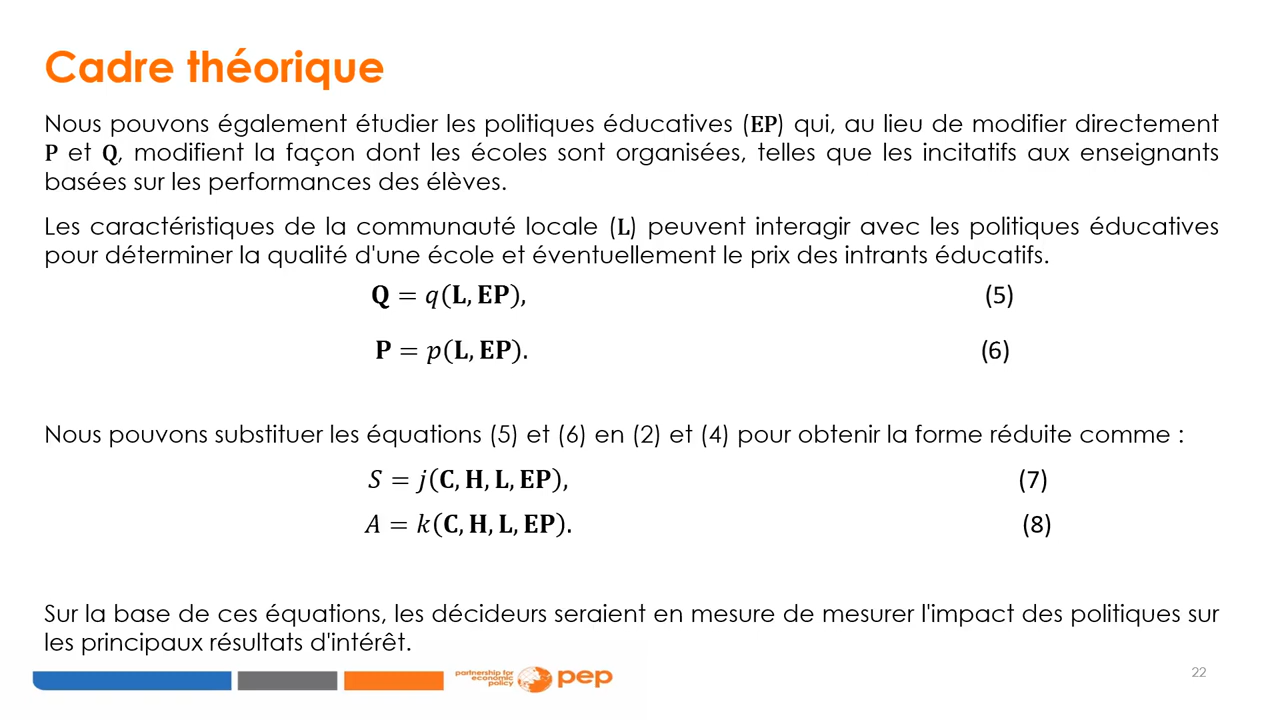 Cadre théorique
Nous pouvons également étudier les politiques éducatives (EP) qui, au lieu de modifier directement
P et Q, modifient la façon dont les écoles sont organisées, telles que les incitatifs aux enseignants
basées sur les performances des élèves.
Les caractéristiques de la communauté locale (L) peuvent interagir avec les politiques éducatives
pour déterminer la qualité d'une école et éventuellement le prix des intrants éducatifs.
Q = q(L, EP), (5)
P = p(L, EP). (6)
Nous pouvons substituer les équations (5) et (6) en (2) et (4) pour obtenir la forme réduite comme :
S = j(C, H, L, EP), (7)
A = k(C, H, L, EP). (8)
Sur la base de ces équations, les décideurs seraient en mesure de mesurer l'impact des politiques sur
les principaux résultats d'intérêt.
partnership for
economic
policy
pep
22